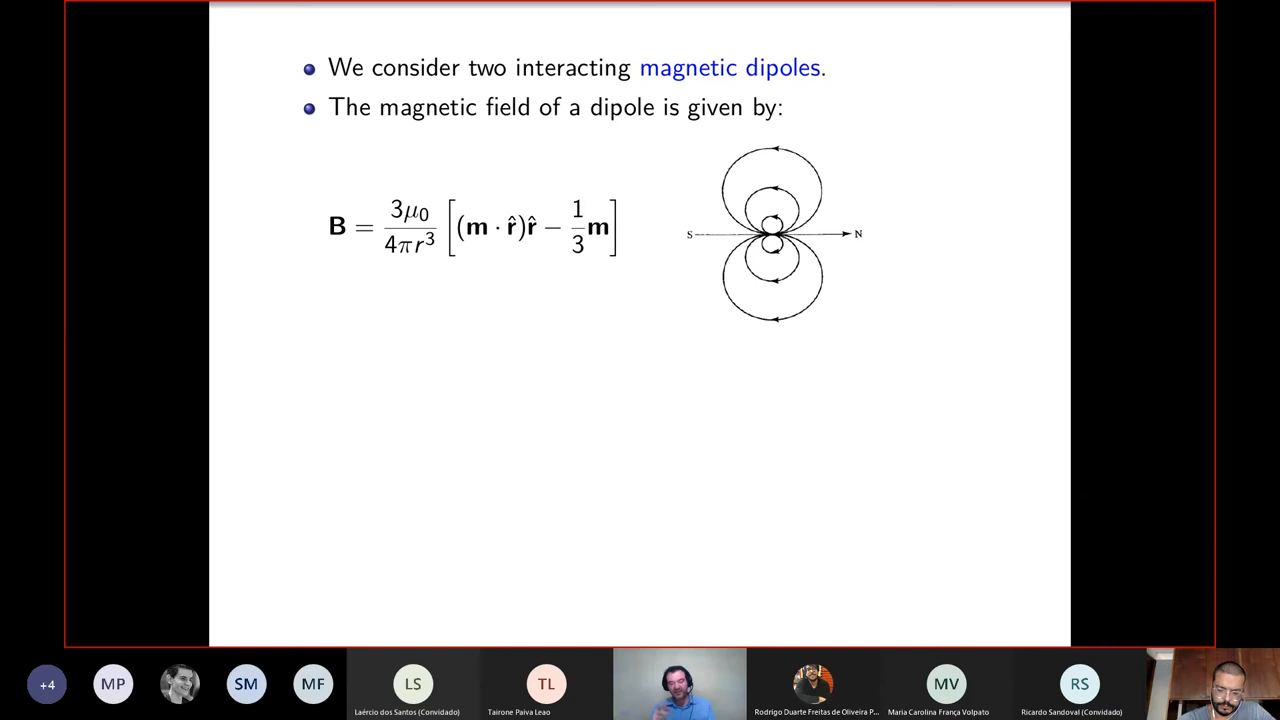 We consider two interacting magnetic dipoles.
The magnetic field of a dipole is given by:
B = 3μ₀/4πr³ [(m · r̂)r̂ − 1/3 m]
S N
+4 MP SM MF LS TL MV RS
Laércio dos Santos (Convidado) Tairone Paiva Leao Rodrigo Duarte Freitas de Oliveira P... Maria Carolina França Volpato Ricardo Sandoval (Convidado)